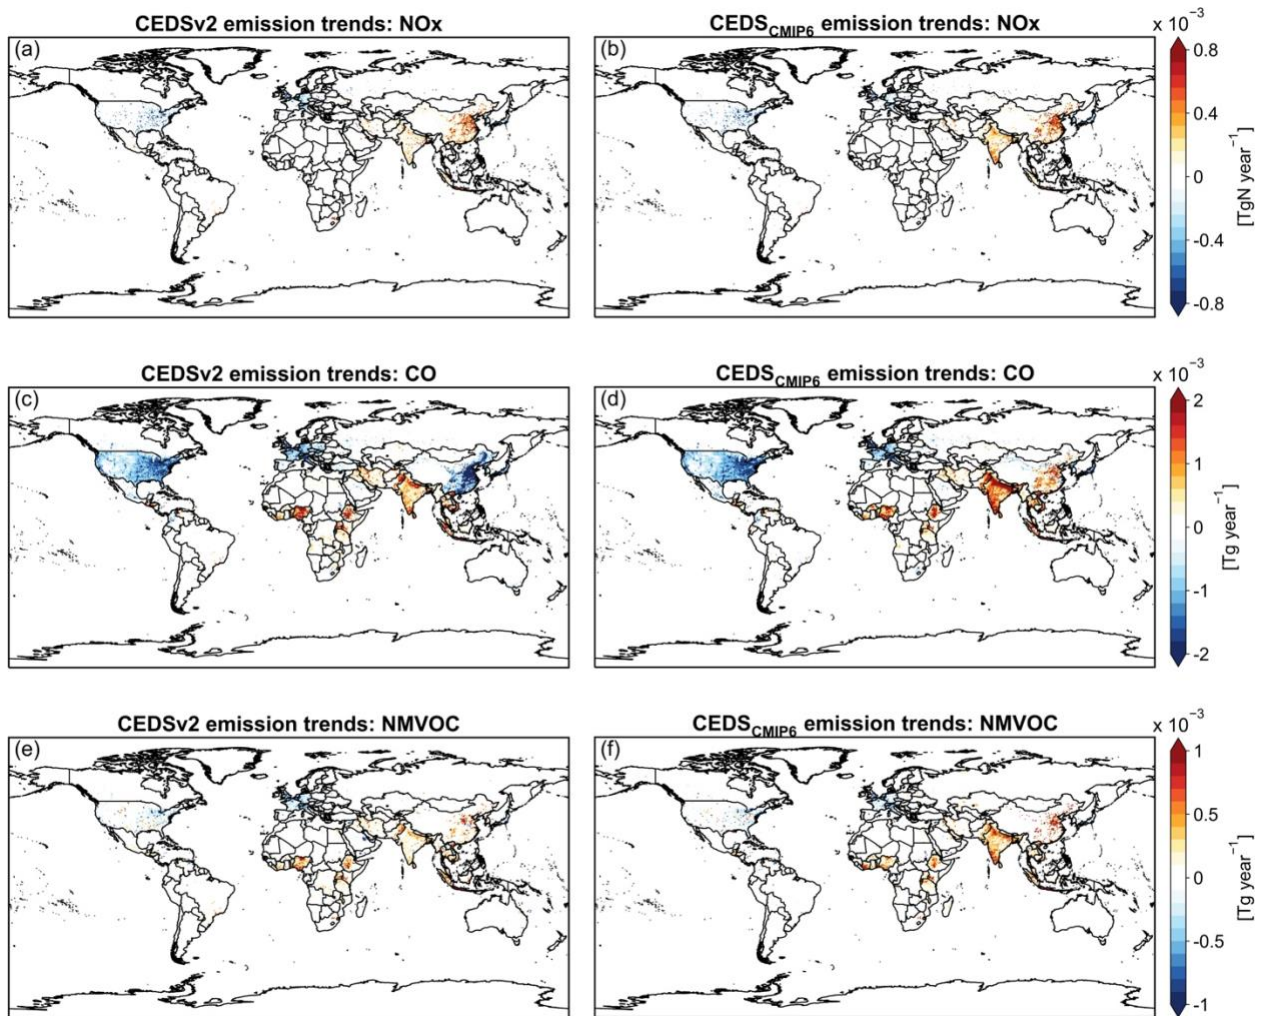 CEDSv2 emission trends: NOx
CEDS_CMIP6 emission trends: NOx
x 10⁻³
(a)
(b)
0.8
0.4
0
-0.4
-0.8
[TgN year⁻¹]
CEDSv2 emission trends: CO
CEDS_CMIP6 emission trends: CO
x 10⁻³
(c)
(d)
2
1
0
-1
-2
[Tg year⁻¹]
CEDSv2 emission trends: NMVOC
CEDS_CMIP6 emission trends: NMVOC
x 10⁻³
(e)
(f)
1
0.5
0
-0.5
-1
[Tg year⁻¹]